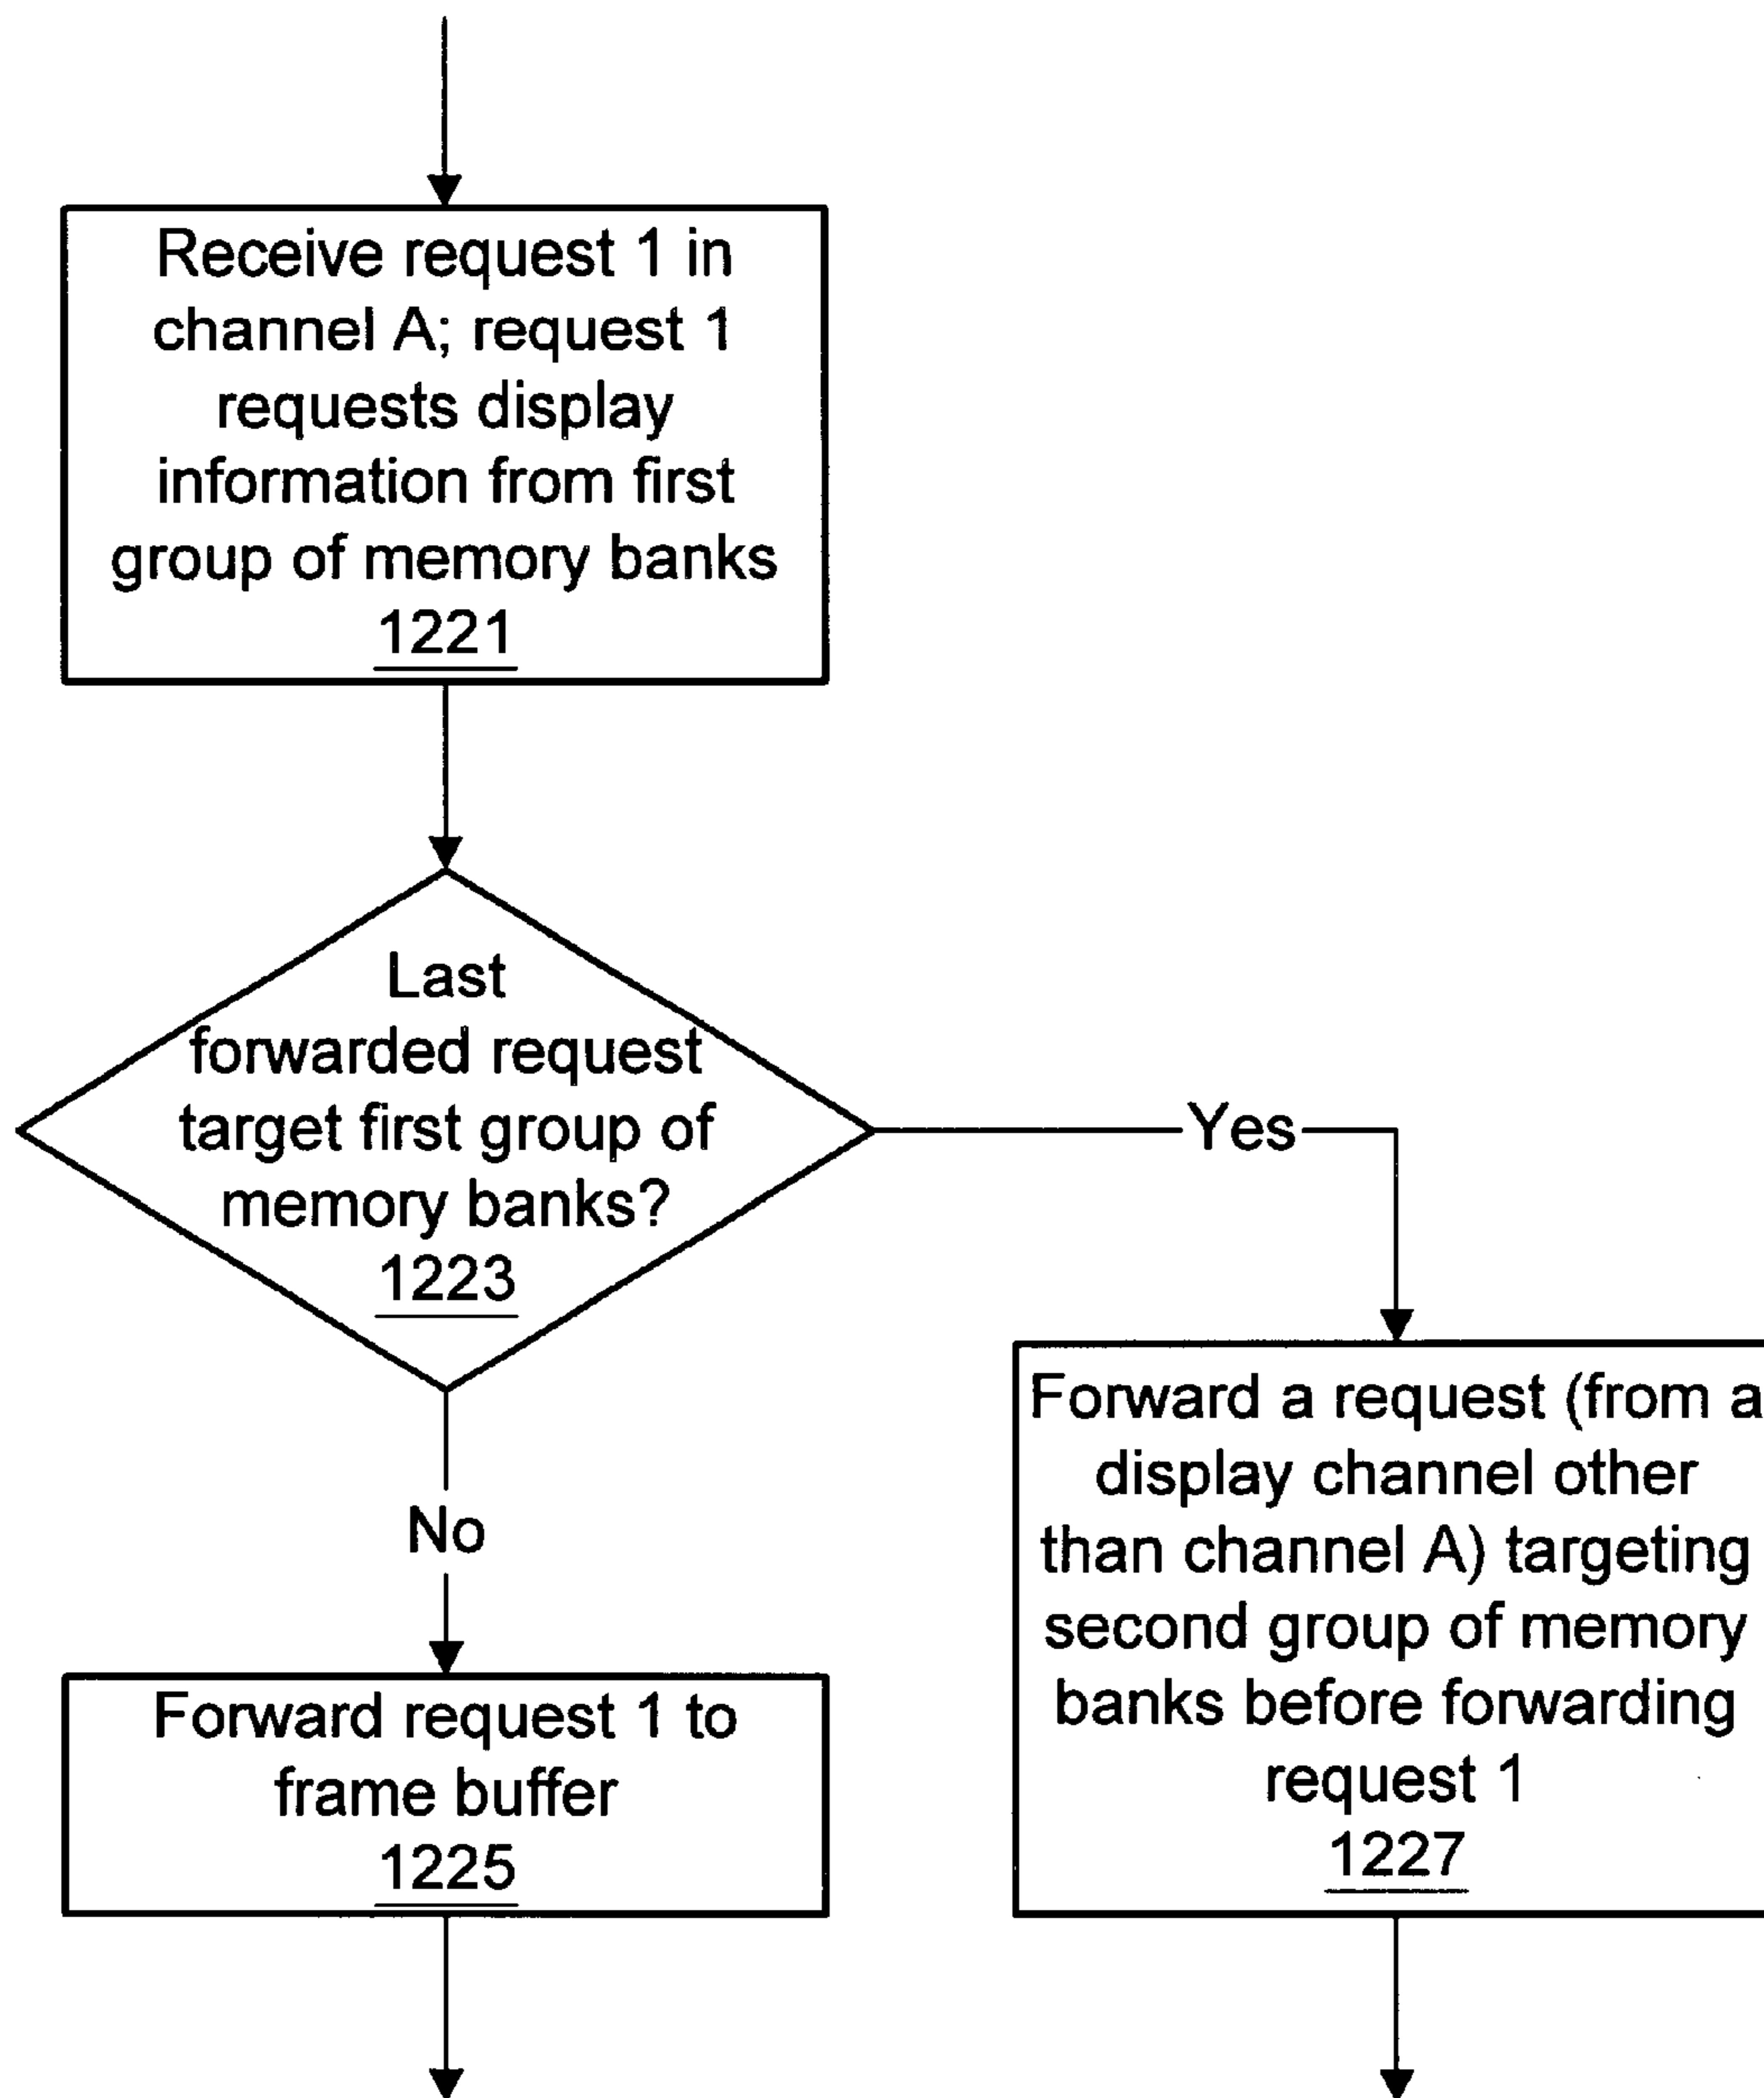 Receive request 1 in
channel A; request 1
requests display
information from first
group of memory banks
1221
Last
forwarded request
target first group of
memory banks?
1223
Yes
No
Forward a request (from a
display channel other
than channel A) targeting
second group of memory
banks before forwarding
request 1
1227
Forward request 1 to
frame buffer
1225